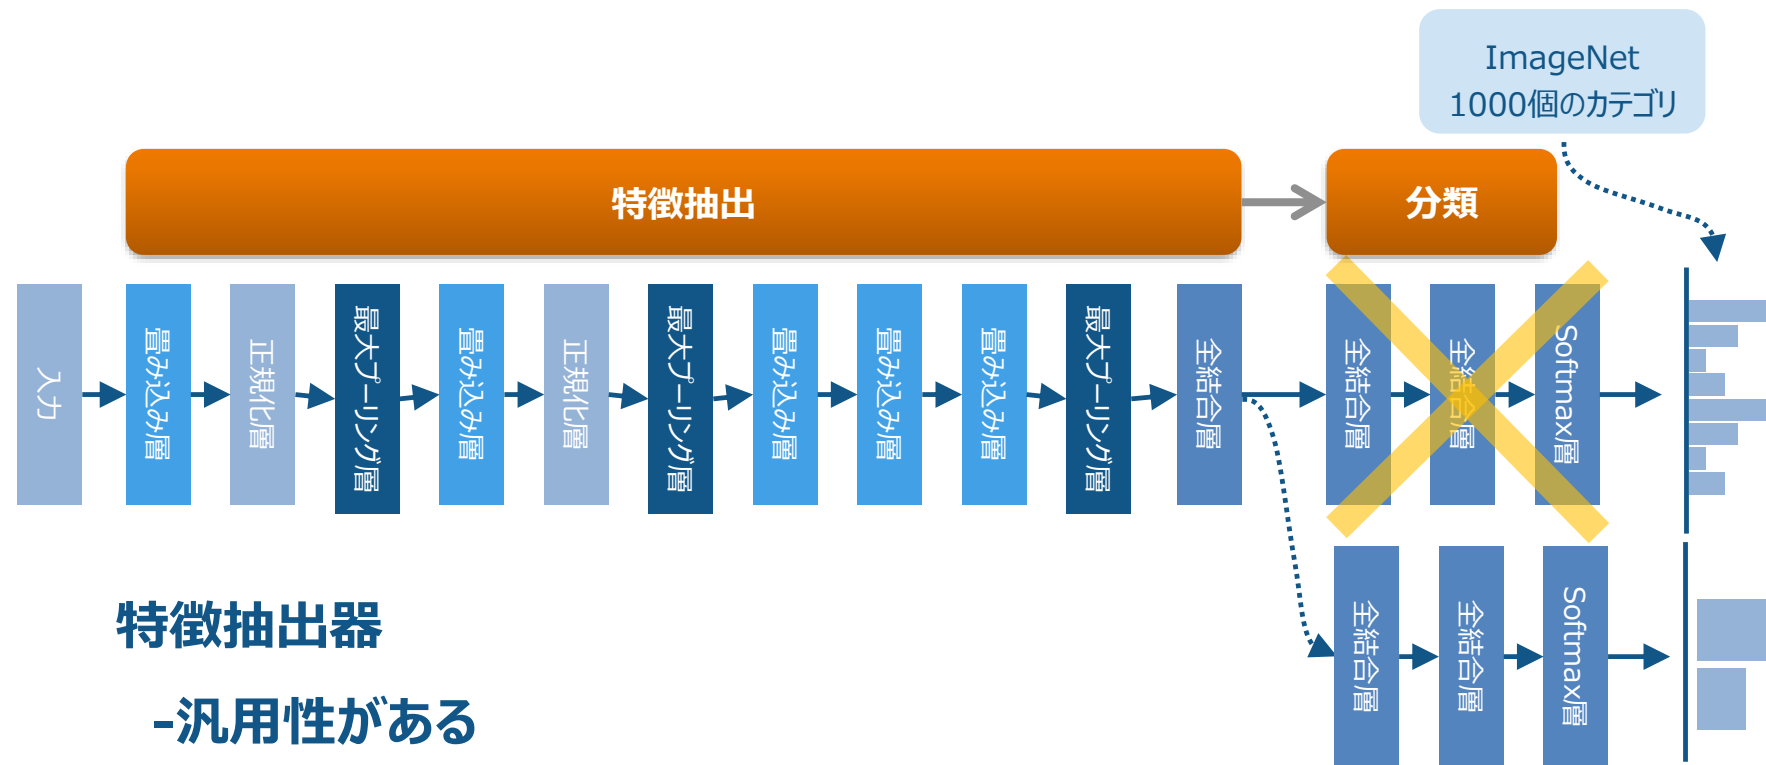 ImageNet
1000個のカテゴリ
特徴抽出
分類
入力
畳み込み層
正規化層
最大プーリング層
畳み込み層
正規化層
最大プーリング層
畳み込み層
畳み込み層
畳み込み層
最大プーリング層
全結合層
全結合層
全結合層
Softmax層
全結合層
全結合層
Softmax層
特徴抽出器
-汎用性がある